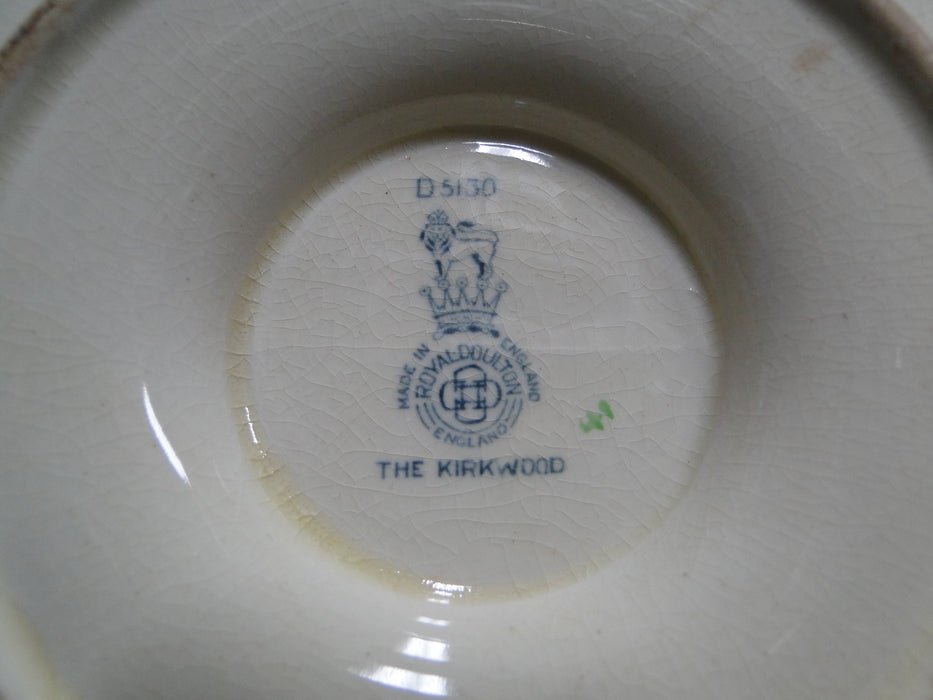 D5130
MADE IN ENGLAND
ROYAL DOULTON
ENGLAND
THE KIRKWOOD